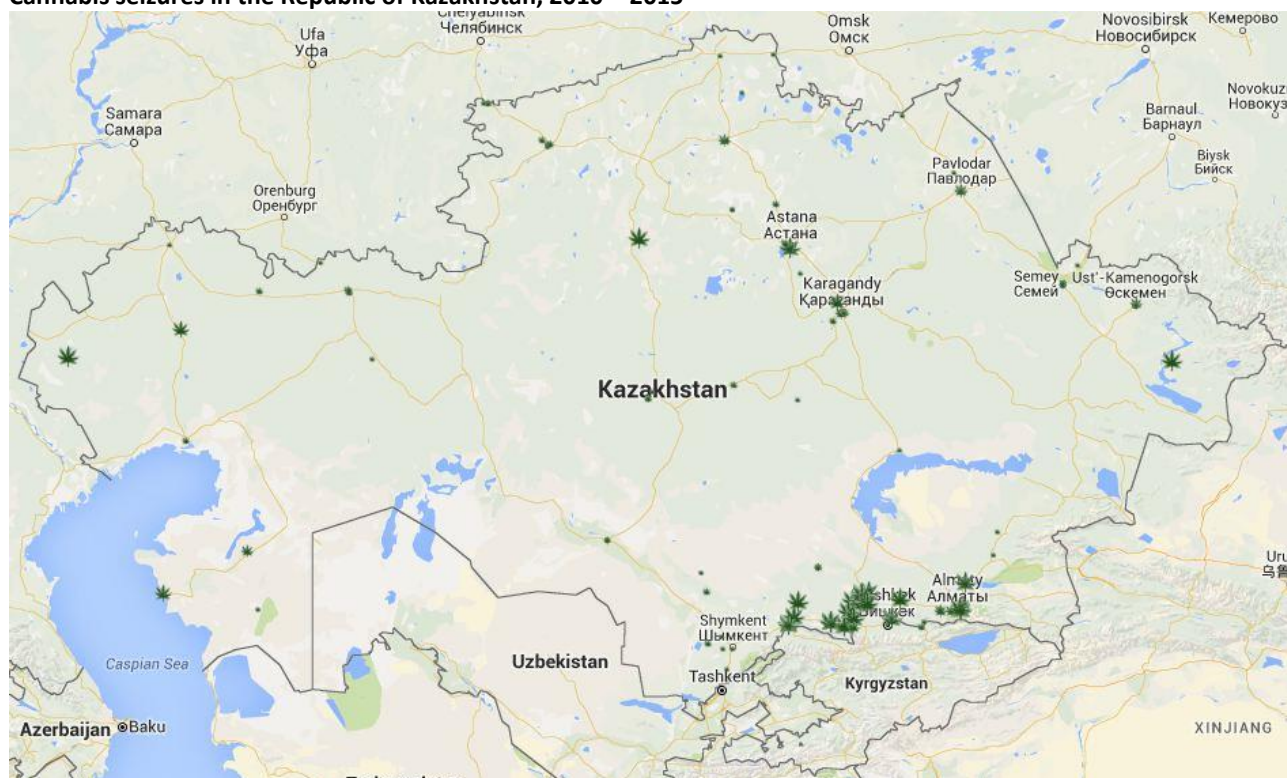 Cannabis seizures in the Republic of Kazakhstan, 2010 – 2015
Ufa
Уфа
Chelyabinsk
Челябинск
Omsk
Омск
Novosibirsk
Новосибирск
Кемерово
Samara
Самара
Barnaul
Барнаул
Biysk
Бийск
Orenburg
Оренбург
Pavlodar
Павлодар
Astana
Астана
Karagandy
Қарағанды
Semey
Семей
Ust'-Kamenogorsk
Өскемен
Kazakhstan
Almaty
Алматы
Бишкек
Shymkent
Шымкент
Caspian Sea
Uzbekistan
Tashkent
Kyrgyzstan
Azerbaijan
Baku
XINJIANG